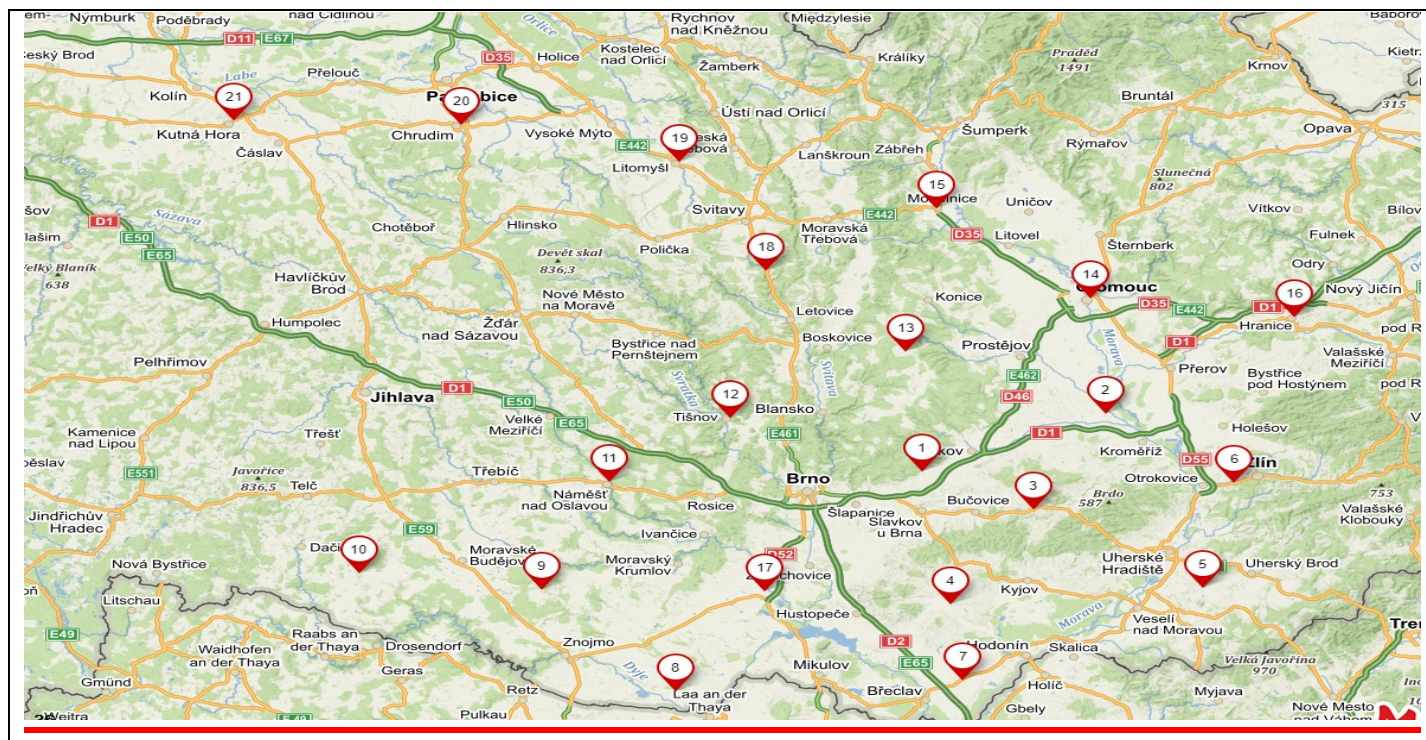 Nymburk
Poděbrady
nad Cidlinou
Orlice
Rychnov
nad Kněžnou
Międzylesie
D11 E67
Český Brod
D35
Holice
Kostelec
nad Orlicí
Žamberk
Králíky
Praděd
1491
Krnov
Labe
Přelouč
Kolín
21
20
Bruntál
315
Kutná Hora
Chrudim
Vysoké Mýto
Ústí nad Orlicí
Šumperk
Opava
Čáslav
19
E442
Litomyšl
Lanškroun
Zábřeh
Rýmařov
Slunečná
802
15
Uničov
Svitavy
E442
Vítkov
D1
Sázava
E50
E65
Chotěboř
Hlinsko
Polička
Moravská
Třebová
D35
Litovel
Šternberk
Fulnek
Velký Blaník
638
Devět skal
836,3
18
Odry
Havlíčkův
Brod
Nové Město
na Moravě
Konice
14
D35
E442
16
D1
Nový Jičín
Humpolec
Žďár
nad Sázavou
Letovice
13
Morava
Hranice
Bystřice nad
Pernštejnem
Boskovice
Prostějov
D1
Valašské
Meziříčí
Pelhřimov
Přerov
Bystřice
pod Hostýnem
Jihlava
D1
E50
Svratka
Svitava
E462
D46
2
12
Tišnov
Blansko
Velké
Meziříčí
E65
E461
D1
Holešov
Kamenice
nad Lipou
Třešť
1
Kroměříž
D55
6
E551
Javořice
836,5
Telč
Třebíč
11
Brno
3
Otrokovice
Náměšť
nad Oslavou
Rosice
Bučovice
Brdo
587
753
Jindřichův
Hradec
E59
Šlapanice
Slavkov
u Brna
Valašské
Klobouky
Ivančice
10
Moravské
Budějovice
9
Moravský
Krumlov
D52
17
Uherské
Hradiště
5
Uherský Brod
Nová Bystřice
4
Kyjov
Litschau
Hustopeče
Morava
Veselí
nad Moravou
E49
Raabs an
der Thaya
Waidhofen
an der Thaya
Drosendorf
Znojmo
D2
7
Skalica
Geras
Dyje
8
Mikulov
E65
Velká Javořina
970
Gmünd
Retz
Laa an der
Thaya
Břeclav
Holíč
Myjava
Weitra
E49
Pulkau
Gbely
Nové Mesto
nad Váhom